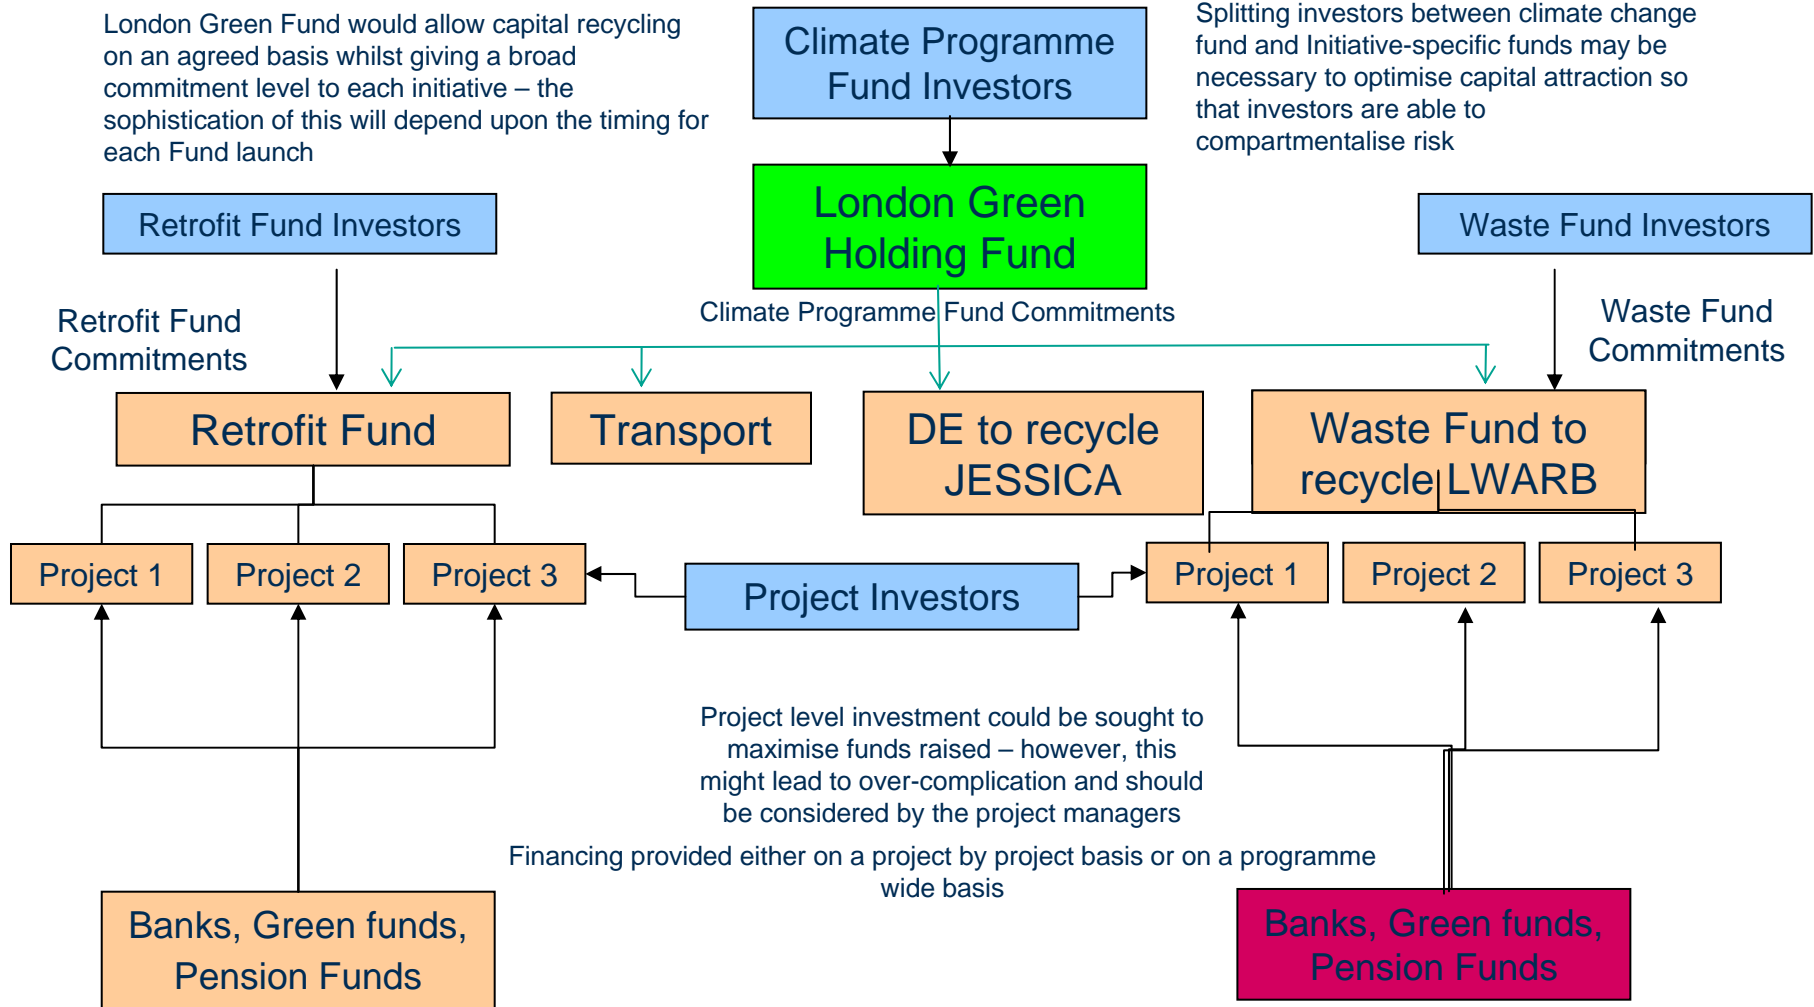 London Green Fund would allow capital recycling
on an agreed basis whilst giving a broad
commitment level to each initiative – the
sophistication of this will depend upon the timing for
each Fund launch
Climate Programme
Fund Investors
Splitting investors between climate change
fund and Initiative-specific funds may be
necessary to optimise capital attraction so
that investors are able to
compartmentalise risk
Retrofit Fund Investors
London Green
Holding Fund
Waste Fund Investors
Retrofit Fund
Commitments
Climate Programme Fund Commitments
Waste Fund
Commitments
Retrofit Fund
Transport
DE to recycle
JESSICA
Waste Fund to
recycle LWARB
Project 1
Project 2
Project 3
Project Investors
Project 1
Project 2
Project 3
Project level investment could be sought to
maximise funds raised – however, this
might lead to over-complication and should
be considered by the project managers
Financing provided either on a project by project basis or on a programme
wide basis
Banks, Green funds,
Pension Funds
Banks, Green funds,
Pension Funds